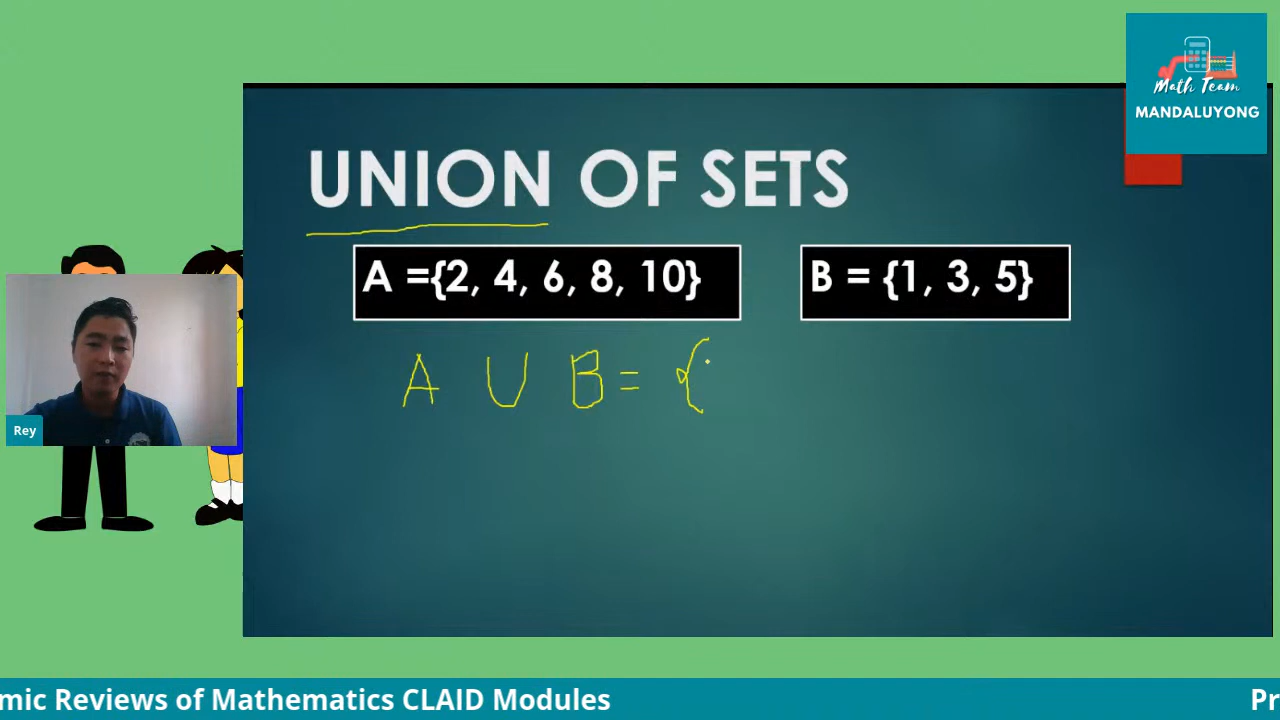 Math Team
MANDALUYONG
UNION OF SETS
A ={2, 4, 6, 8, 10}
B = {1, 3, 5}
A U B = {
Rey
mic Reviews of Mathematics CLAID Modules
Pr